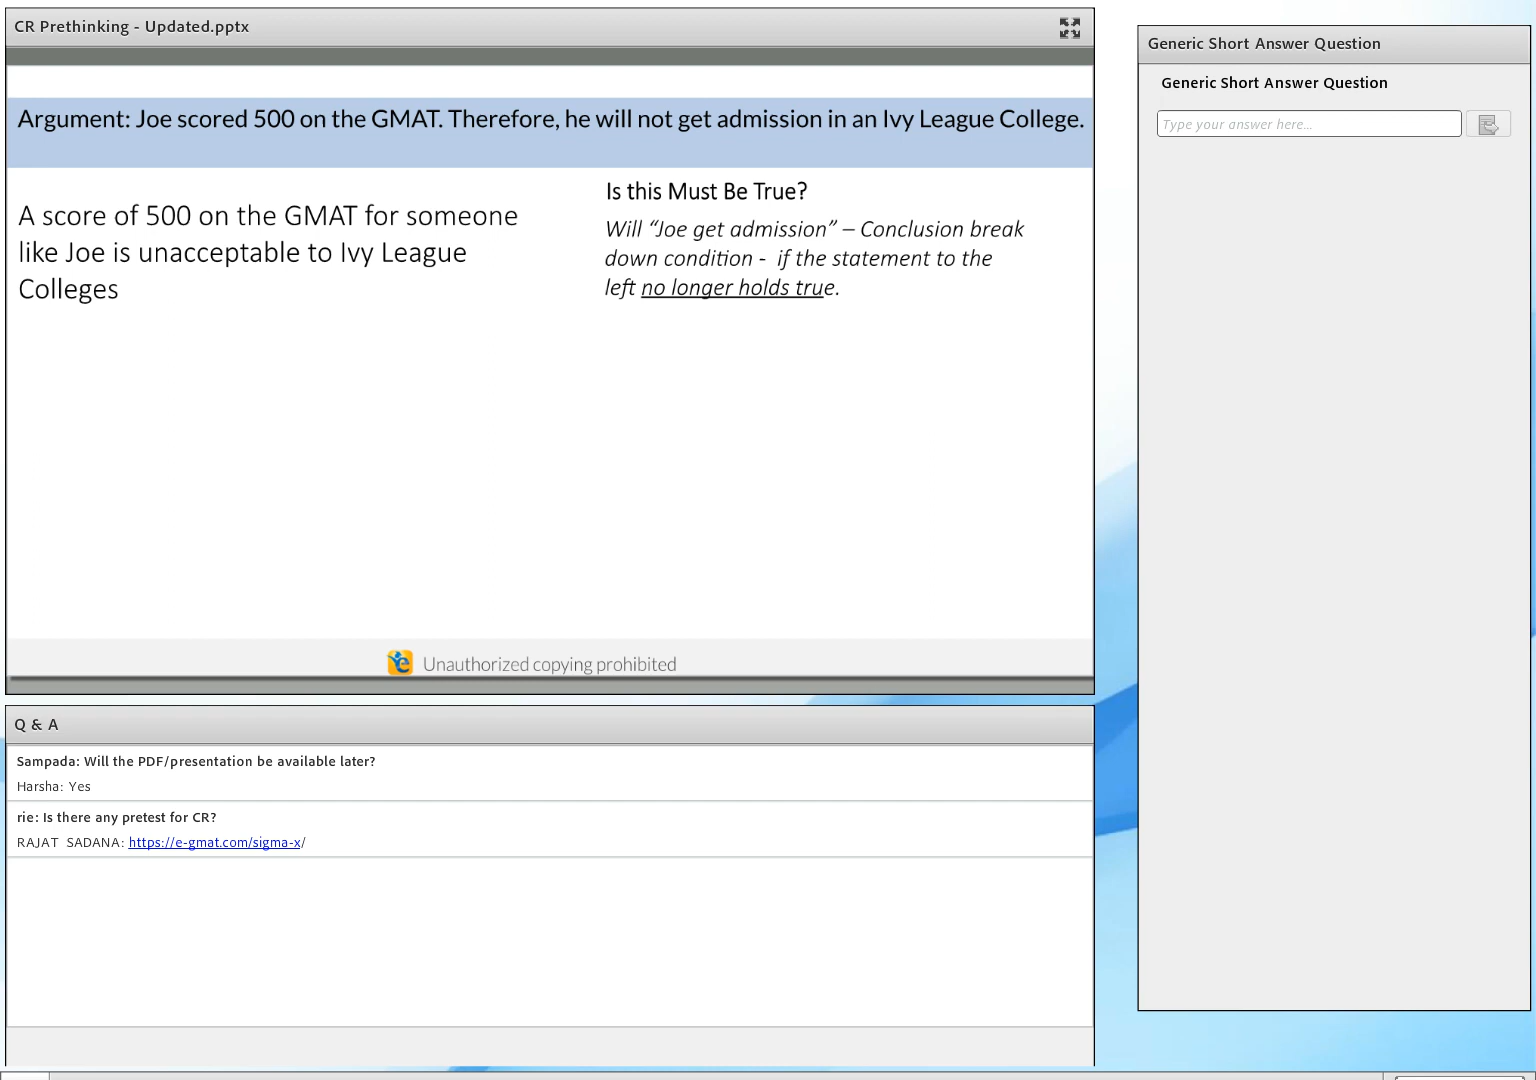 CR Prethinking - Updated.pptx
Argument: Joe scored 500 on the GMAT. Therefore, he will not get admission in an Ivy League College.
A score of 500 on the GMAT for someone
like Joe is unacceptable to Ivy League
Colleges
Is this Must Be True?
Will “Joe get admission” – Conclusion break
down condition - if the statement to the
left no longer holds true.
Unauthorized copying prohibited
Q & A
Sampada: Will the PDF/presentation be available later?
Harsha: Yes
rie: Is there any pretest for CR?
RAJAT SADANA: https://e-gmat.com/sigma-x/
Generic Short Answer Question
Generic Short Answer Question
Type your answer here...